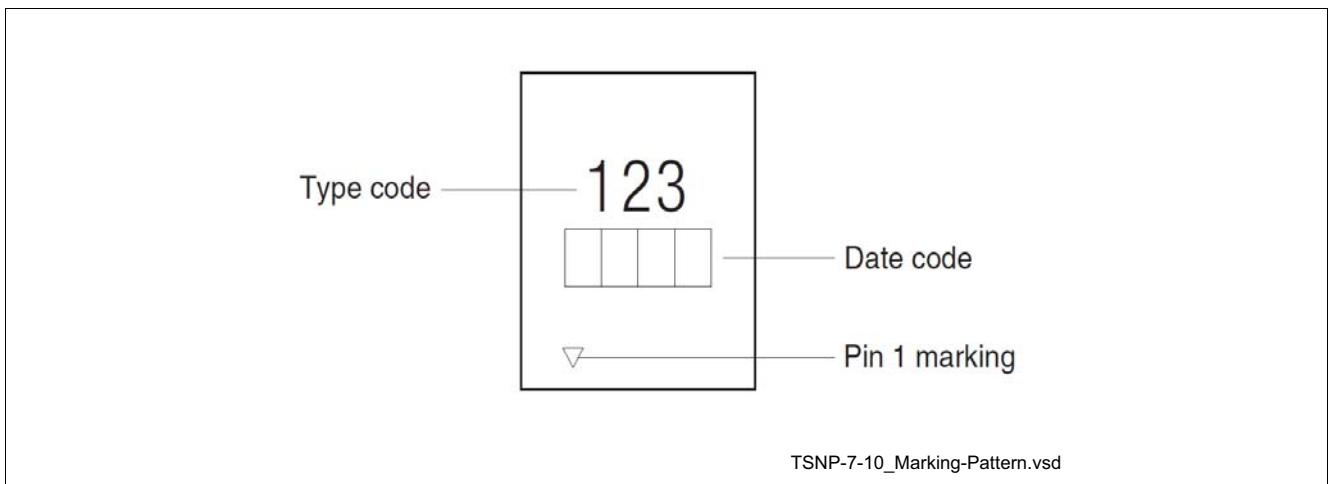 Type code
123
Date code
Pin 1 marking
TSNP-7-10_Marking-Pattern.vsd